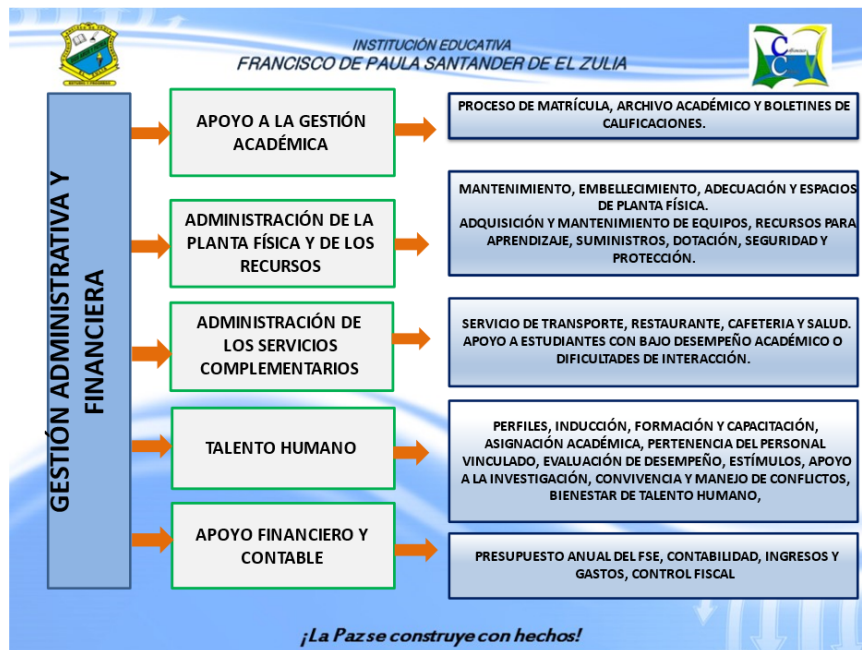 INSTITUCIÓN EDUCATIVA
FRANCISCO DE PAULA SANTANDER DE EL ZULIA
GESTIÓN ADMINISTRATIVA Y
FINANCIERA
APOYO A LA GESTIÓN
ACADÉMICA
PROCESO DE MATRÍCULA, ARCHIVO ACADÉMICO Y BOLETINES DE
CALIFICACIONES.
ADMINISTRACIÓN DE LA
PLANTA FÍSICA Y DE LOS
RECURSOS
MANTENIMIENTO, EMBELLECIMIENTO, ADECUACIÓN Y ESPACIOS
DE PLANTA FÍSICA.
ADQUISICIÓN Y MANTENIMIENTO DE EQUIPOS, RECURSOS PARA
APRENDIZAJE, SUMINISTROS, DOTACIÓN, SEGURIDAD Y
PROTECCIÓN.
ADMINISTRACIÓN DE
LOS SERVICIOS
COMPLEMENTARIOS
SERVICIO DE TRANSPORTE, RESTAURANTE, CAFETERIA Y SALUD.
APOYO A ESTUDIANTES CON BAJO DESEMPEÑO ACADÉMICO O
DIFICULTADES DE INTERACCIÓN.
TALENTO HUMANO
PERFILES, INDUCCIÓN, FORMACIÓN Y CAPACITACIÓN,
ASIGNACIÓN ACADÉMICA, PERTENENCIA DEL PERSONAL
VINCULADO, EVALUACIÓN DE DESEMPEÑO, ESTÍMULOS, APOYO
A LA INVESTIGACIÓN, CONVIVENCIA Y MANEJO DE CONFLICTOS,
BIENESTAR DE TALENTO HUMANO,
APOYO FINANCIERO Y
CONTABLE
PRESUPUESTO ANUAL DEL FSE, CONTABILIDAD, INGRESOS Y
GASTOS, CONTROL FISCAL
¡La Paz se construye con hechos!